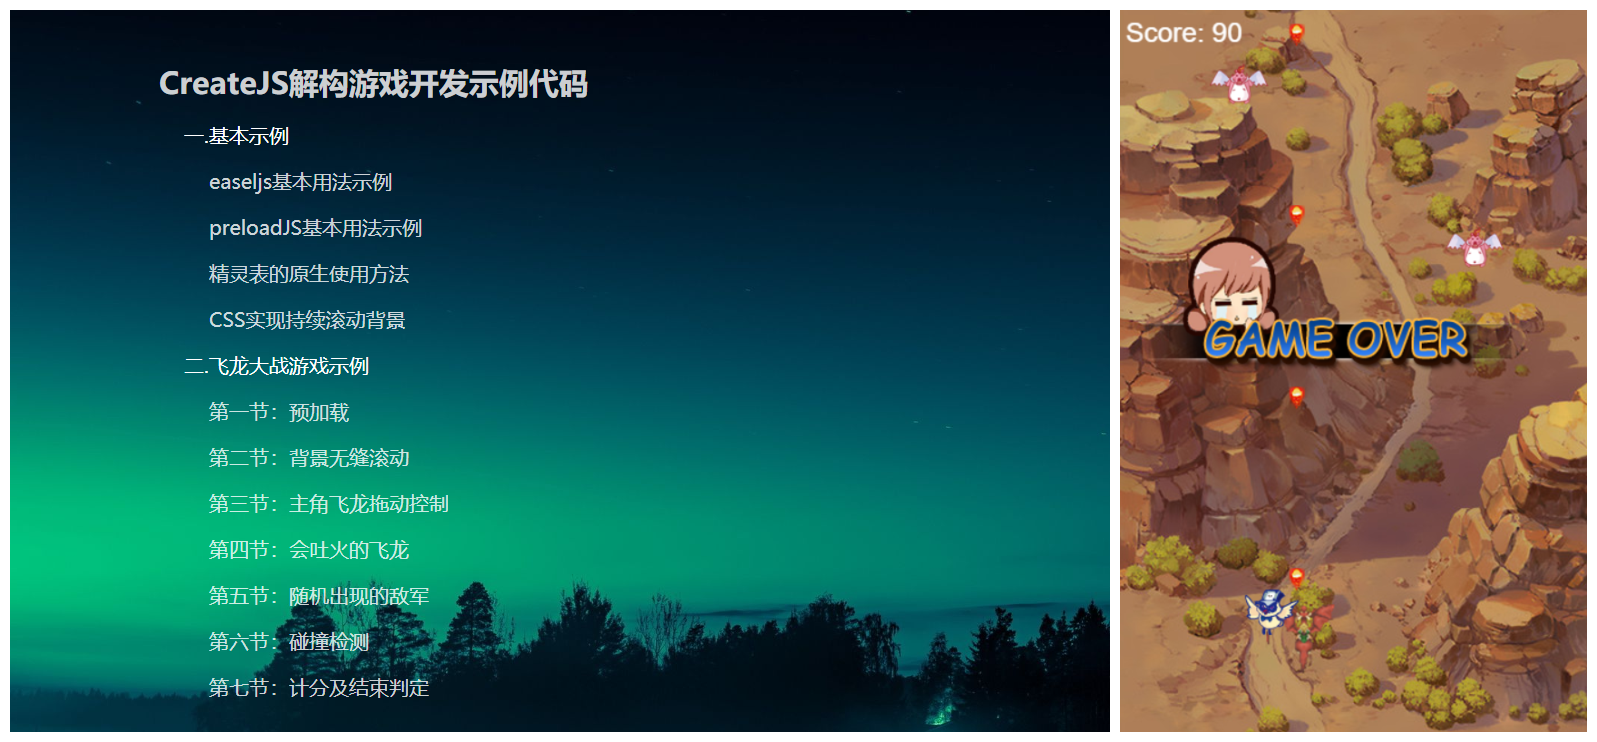 CreateJS解构游戏开发示例代码
一.基本示例
easeljs基本用法示例
preloadJS基本用法示例
精灵表的原生使用方法
CSS实现持续滚动背景
二.飞龙大战游戏示例
第一节：预加载
第二节：背景无缝滚动
第三节：主角飞龙拖动控制
第四节：会吐火的飞龙
第五节：随机出现的敌军
第六节：碰撞检测
第七节：计分及结束判定
Score: 90
GAME OVER